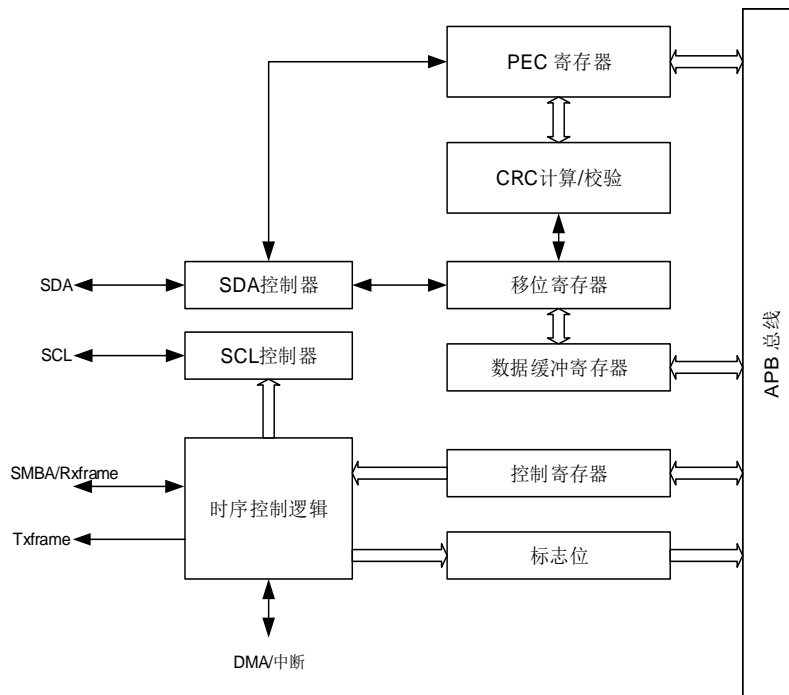 PEC 寄存器
CRC计算/校验
SDA
SDA控制器
移位寄存器
SCL
SCL控制器
数据缓冲寄存器
APB 总线
SMBA/Rxframe
时序控制逻辑
控制寄存器
Txframe
标志位
DMA/中断